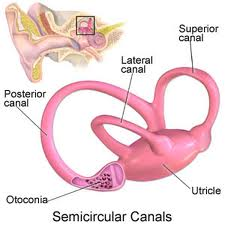 Superior
canal
Lateral
canal
Posterior
canal
Utricle
Otoconia
Semicircular Canals